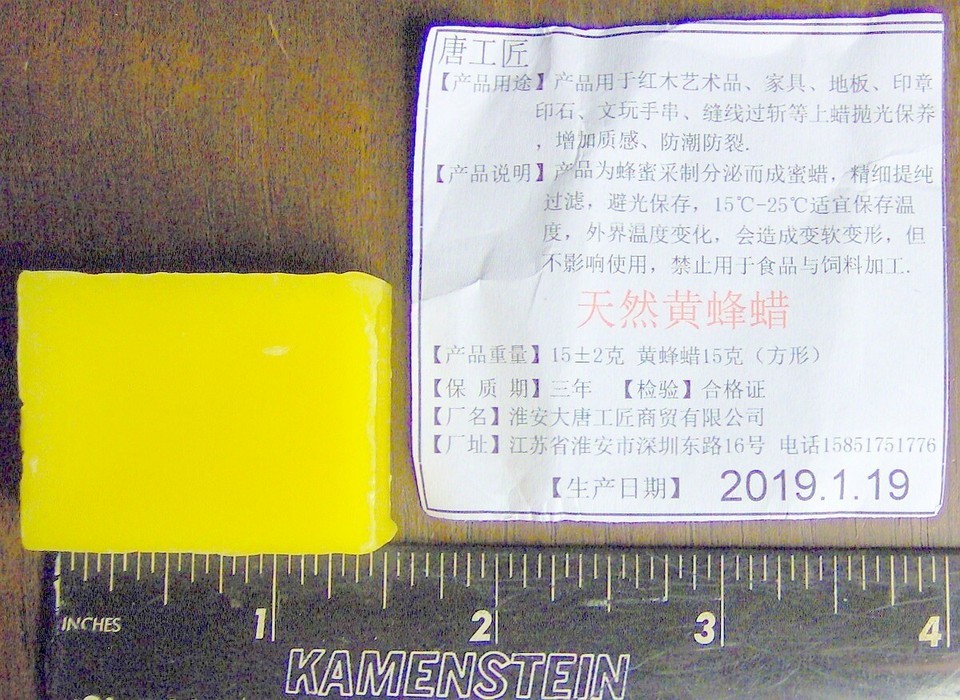 唐工匠
【产品用途】产品用于红木艺术品、家具、地板、印章
印石、文玩手串、缝线过斩等上蜡抛光保养
，增加质感、防潮防裂.
【产品说明】产品为蜂蜜采制分泌而成蜜蜡，精细提纯
过滤，避光保存，15℃-25℃适宜保存温
度，外界温度变化，会造成变软变形，但
不影响使用，禁止用于食品与饲料加工.
天然黄蜂蜡
【产品重量】15±2克 黄蜂蜡15克（方形）
【保 质 期】三年 【检验】合格证
【厂名】淮安大唐工匠商贸有限公司
【厂址】江苏省淮安市深圳东路16号 电话15851751776
【生产日期】 2019.1.19
1 2 3 4
INCHES
KAMENSTEIN